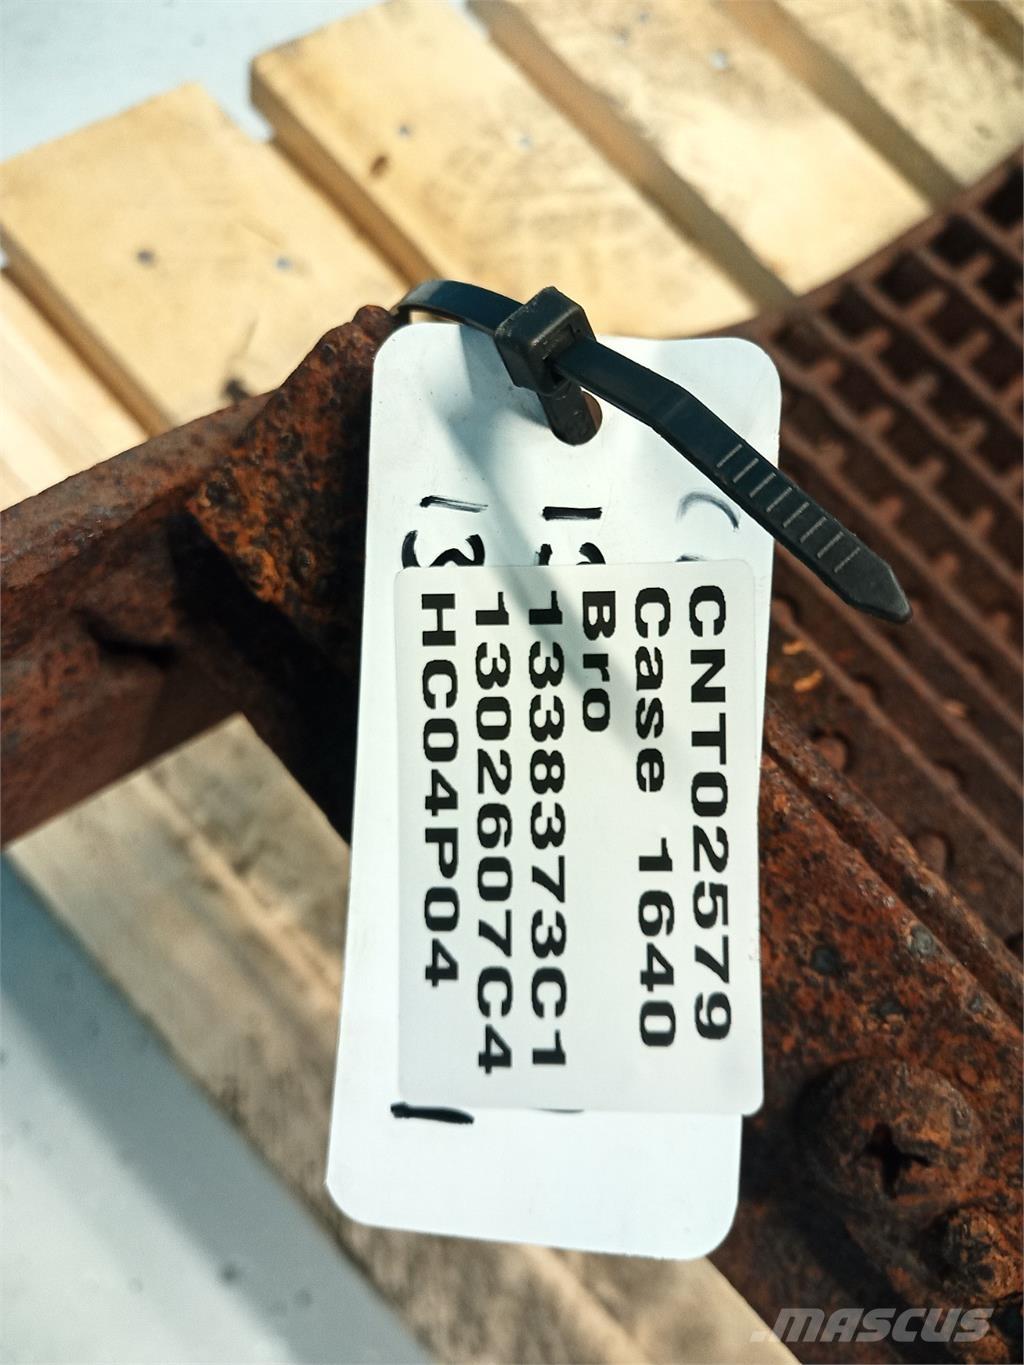 CNT02579
Case 1640
Bro
1338373C1
1302607C4
HC04P04
.MASCUS